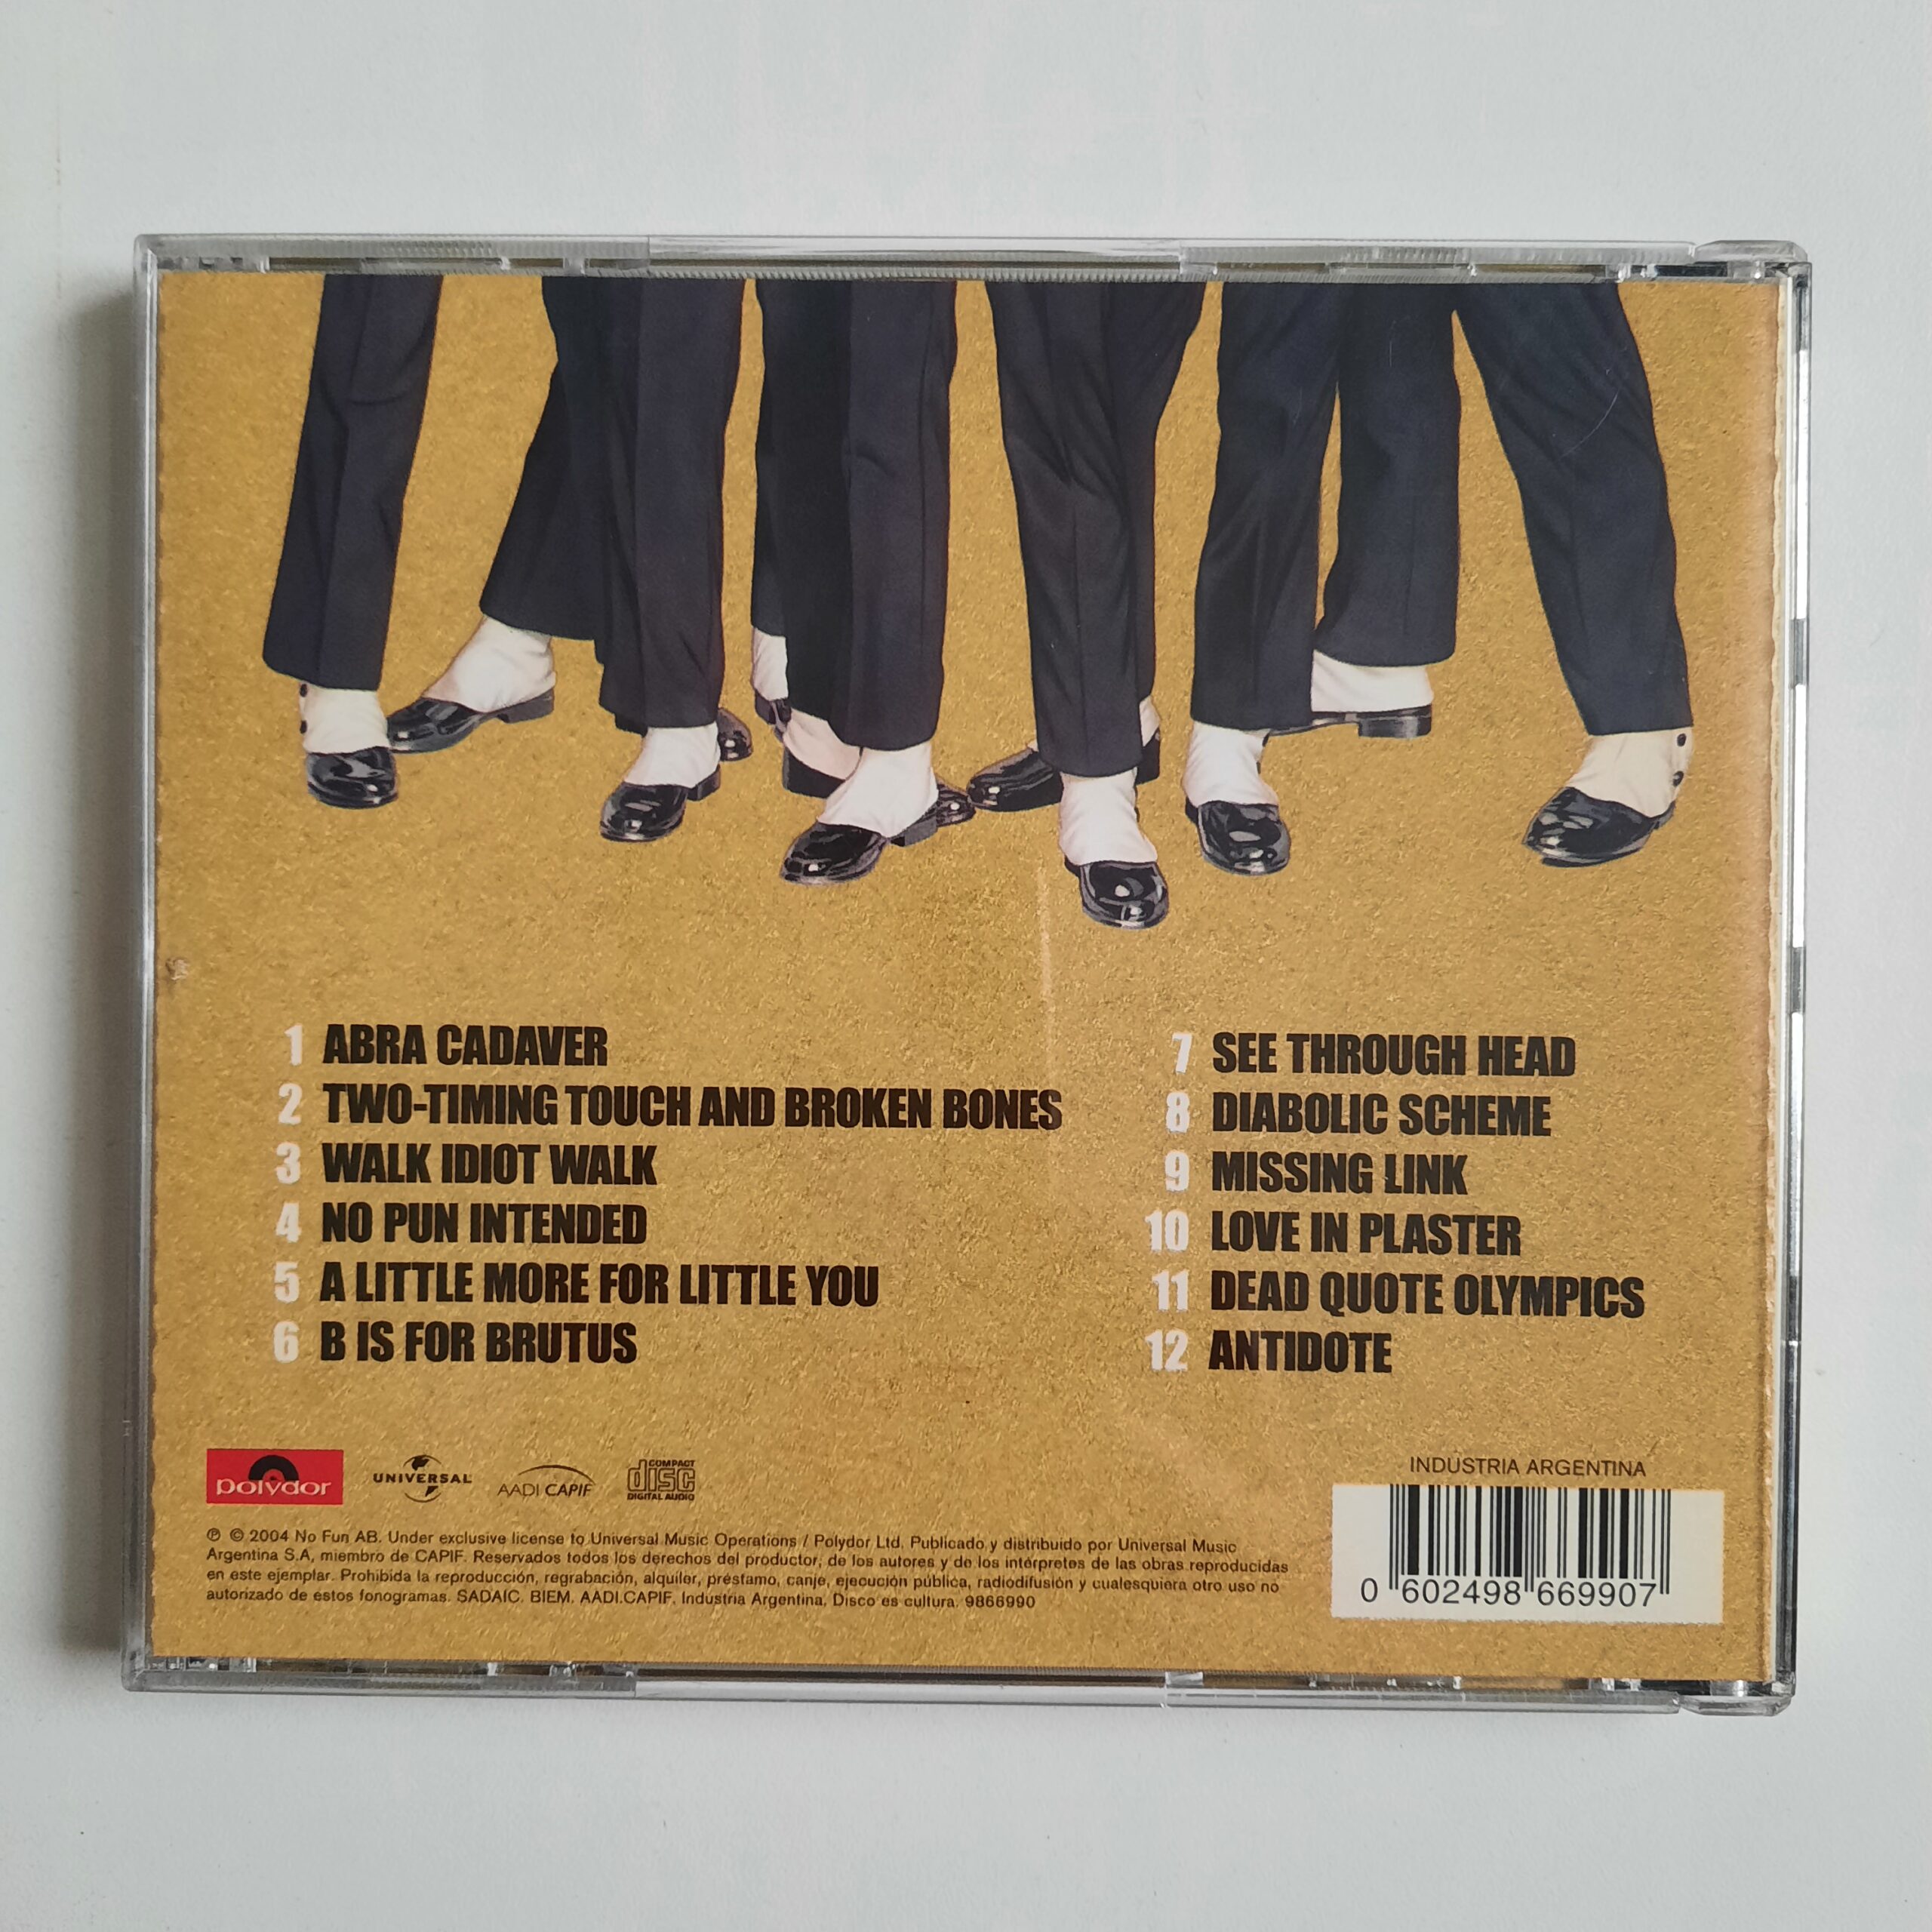 1 ABRA CADAVER
2 TWO-TIMING TOUCH AND BROKEN BONES
3 WALK IDIOT WALK
4 NO PUN INTENDED
5 A LITTLE MORE FOR LITTLE YOU
6 B IS FOR BRUTUS
7 SEE THROUGH HEAD
8 DIABOLIC SCHEME
9 MISSING LINK
10 LOVE IN PLASTER
11 DEAD QUOTE OLYMPICS
12 ANTIDOTE
polydor
UNIVERSAL
AADI CAPIF
COMPACT
disc
DIGITAL AUDIO
℗ © 2004 No Fun AB. Under exclusive license to Universal Music Operations / Polydor Ltd. Publicado y distribuido por Universal Music
Argentina S.A, miembro de CAPIF. Reservados todos los derechos del productor, de los autores y de los intérpretes de las obras reproducidas
en este ejemplar. Prohibida la reproducción, regrabación, alquiler, préstamo, canje, ejecución pública, radiodifusión y cualesquiera otro uso no
autorizado de estos fonogramas. SADAIC. BIEM. AADI.CAPIF. Industria Argentina. Disco es cultura. 9866990
INDUSTRIA ARGENTINA
0 602498 669907